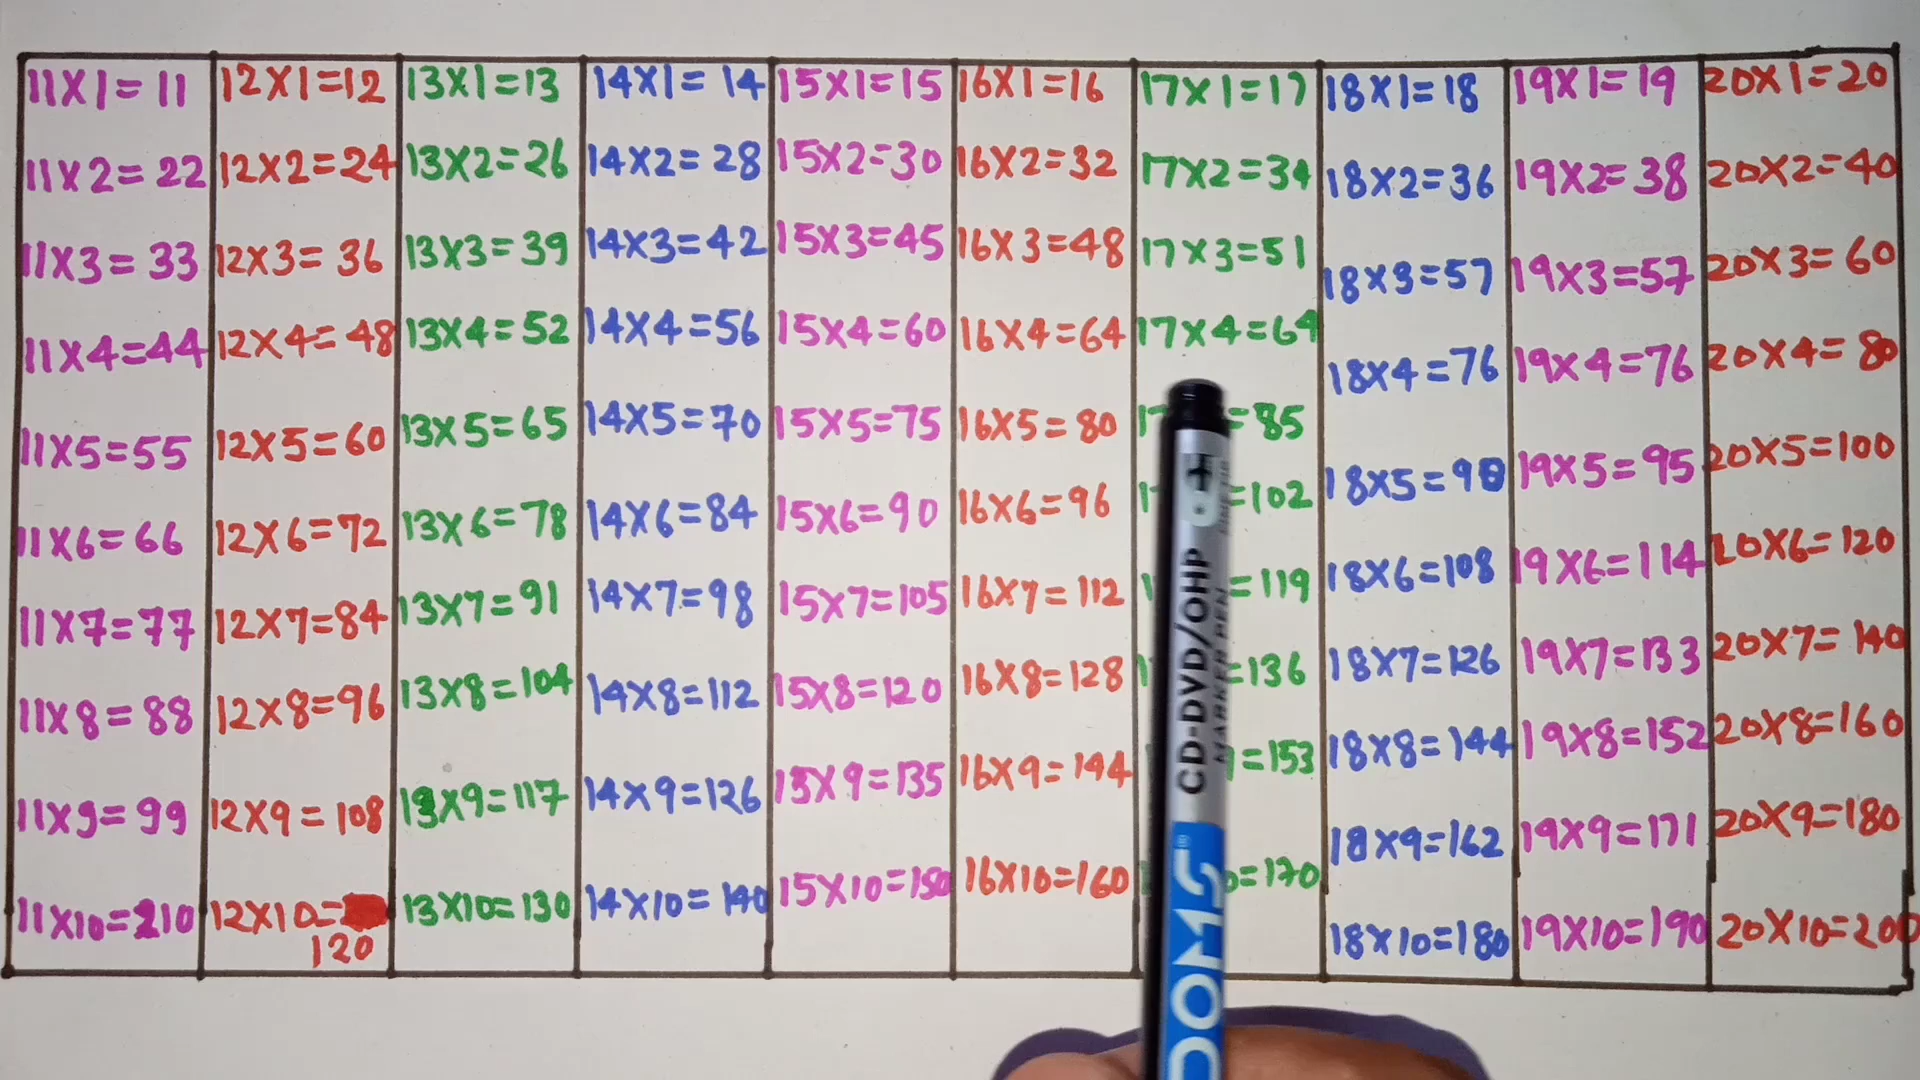 11X1=11
11X2=22
11X3=33
11X4=44
11X5=55
11X6=66
11X7=77
11X8=88
11X9=99
11X10=210
12X1=12
12X2=24
12X3=36
12X4=48
12X5=60
12X6=72
12X7=84
12X8=96
12X9=108
12X10=
120
13X1=13
13X2=26
13X3=39
13X4=52
13X5=65
13X6=78
13X7=91
13X8=104
13X9=117
13X10=130
14X1=14
14X2=28
14X3=42
14X4=56
14X5=70
14X6=84
14X7=98
14X8=112
14X9=126
14X10=140
15X1=15
15X2=30
15X3=45
15X4=60
15X5=75
15X6=90
15X7=105
15X8=120
15X9=135
15X10=150
16X1=16
16X2=32
16X3=48
16X4=64
16X5=80
16X6=96
16X7=112
16X8=128
16X9=144
16X10=160
17X1=17
17X2=34
17X3=51
17X4=64
=85
=102
=119
=136
=153
=170
18X1=18
18X2=36
18X3=57
18X4=76
18X5=90
18X6=108
18X7=126
18X8=144
18X9=162
18X10=180
19X1=19
19X2=38
19X3=57
19X4=76
19X5=95
19X6=114
19X7=133
19X8=152
19X9=171
19X10=190
20X1=20
20X2=40
20X3=60
20X4=80
20X5=100
20X6=120
20X7=140
20X8=160
20X9=180
20X10=200
CD-DVD/OHP
MARKER PEN
DOMS